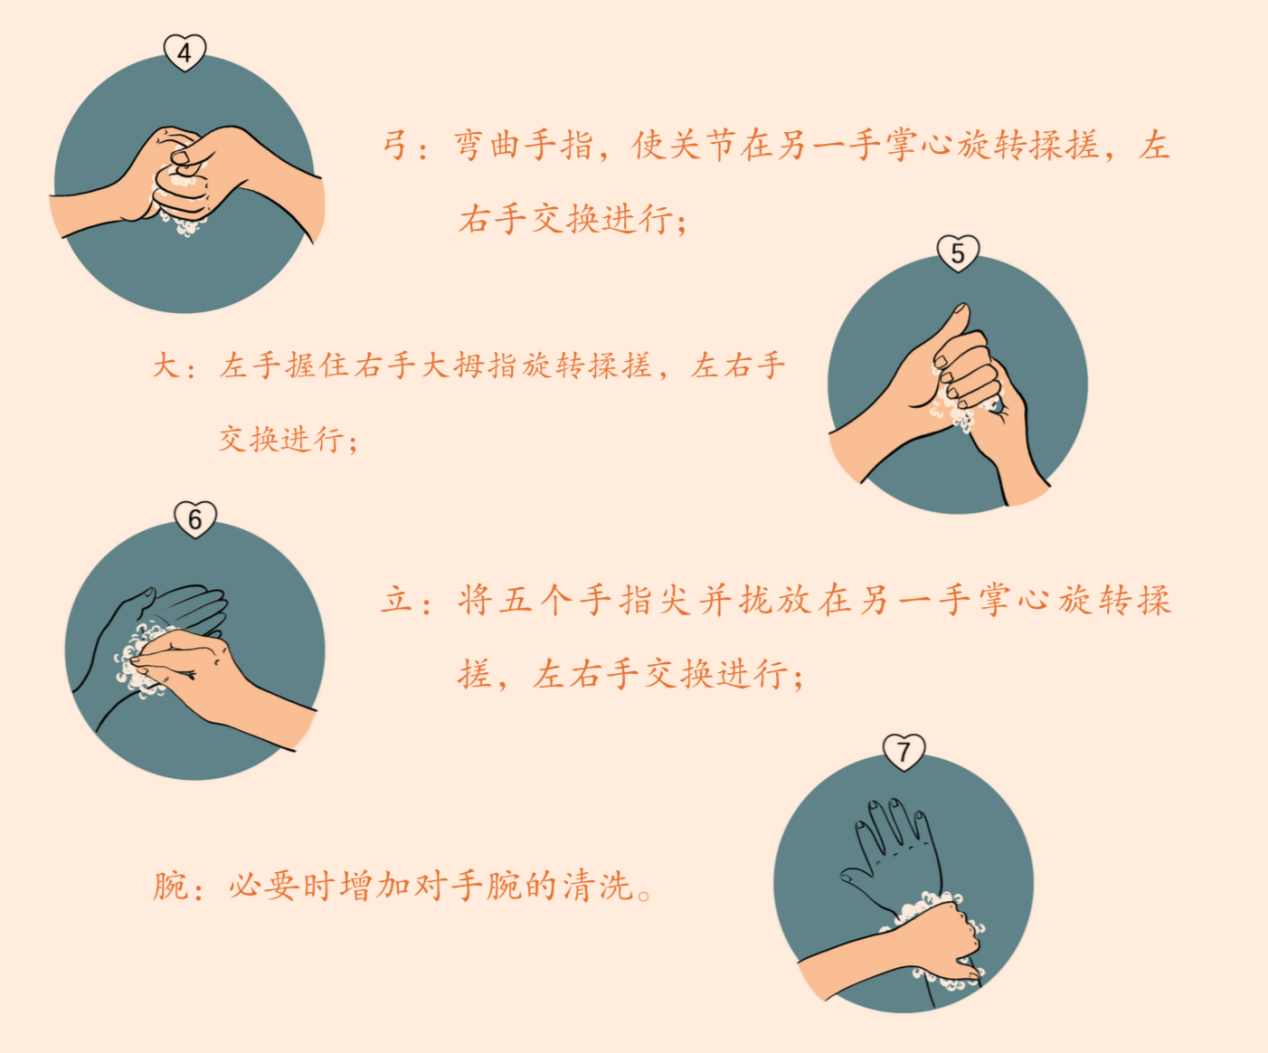 4
弓：弯曲手指，使关节在另一手掌心旋转揉搓，左
右手交换进行；
5
大：左手握住右手大拇指旋转揉搓，左右手
交换进行；
6
立：将五个手指尖并拢放在另一手掌心旋转揉
搓，左右手交换进行；
7
腕：必要时增加对手腕的清洗。